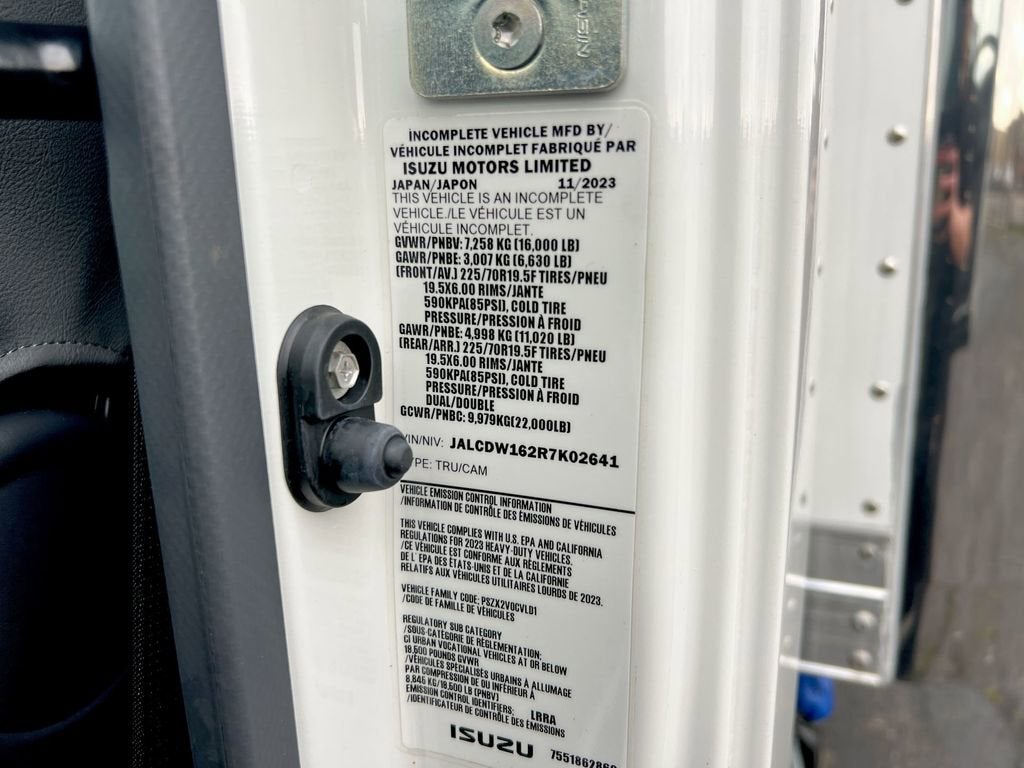 AISIN
INCOMPLETE VEHICLE MFD BY/
VÉHICULE INCOMPLET FABRIQUÉ PAR
ISUZU MOTORS LIMITED
JAPAN/JAPON 11/2023
THIS VEHICLE IS AN INCOMPLETE
VEHICLE./LE VÉHICULE EST UN
VÉHICULE INCOMPLET.
GVWR/PNBV: 7,258 KG (16,000 LB)
GAWR/PNBE: 3,007 KG (6,630 LB)
(FRONT/AV.) 225/70R19.5F TIRES/PNEU
19.5X6.00 RIMS/JANTE
590KPA(85PSI), COLD TIRE
PRESSURE/PRESSION À FROID
GAWR/PNBE: 4,998 KG (11,020 LB)
(REAR/ARR.) 225/70R19.5F TIRES/PNEU
19.5X6.00 RIMS/JANTE
590KPA(85PSI), COLD TIRE
PRESSURE/PRESSION À FROID
DUAL/DOUBLE
GCWR/PNBC: 9,979KG(22,000LB)
VIN/NIV: JALCDW162R7K02641
TYPE: TRU/CAM
VEHICLE EMISSION CONTROL INFORMATION
/INFORMATION DE CONTRÔLE DES ÉMISSIONS DE VÉHICULES
THIS VEHICLE COMPLIES WITH U.S. EPA AND CALIFORNIA
REGULATIONS FOR 2023 HEAVY-DUTY VEHICLES.
/CE VÉHICULE EST CONFORME AUX RÈGLEMENTS
DE L' EPA DES ÉTATS-UNIS ET DE LA CALIFORNIE
RELATIFS AUX VÉHICULES UTILITAIRES LOURDS DE 2023.
VEHICLE FAMILY CODE: PSZX2VOCVLD1
/CODE DE FAMILLE DE VÉHICULES
REGULATORY SUB CATEGORY
/SOUS-CATÉGORIE DE RÉGLEMENTATION:
CI URBAN VOCATIONAL VEHICLES AT OR BELOW
19,500 POUNDS GVWR
/VÉHICULES SPÉCIALISÉS URBAINS À ALLUMAGE
PAR COMPRESSION DE OU INFÉRIEUR À
8,845 KG/19,500 LB (PNBV)
EMISSION CONTROL IDENTIFIERS: LRRA
/IDENTIFICATEUR DE CONTRÔLE DES ÉMISSIONS
ISUZU